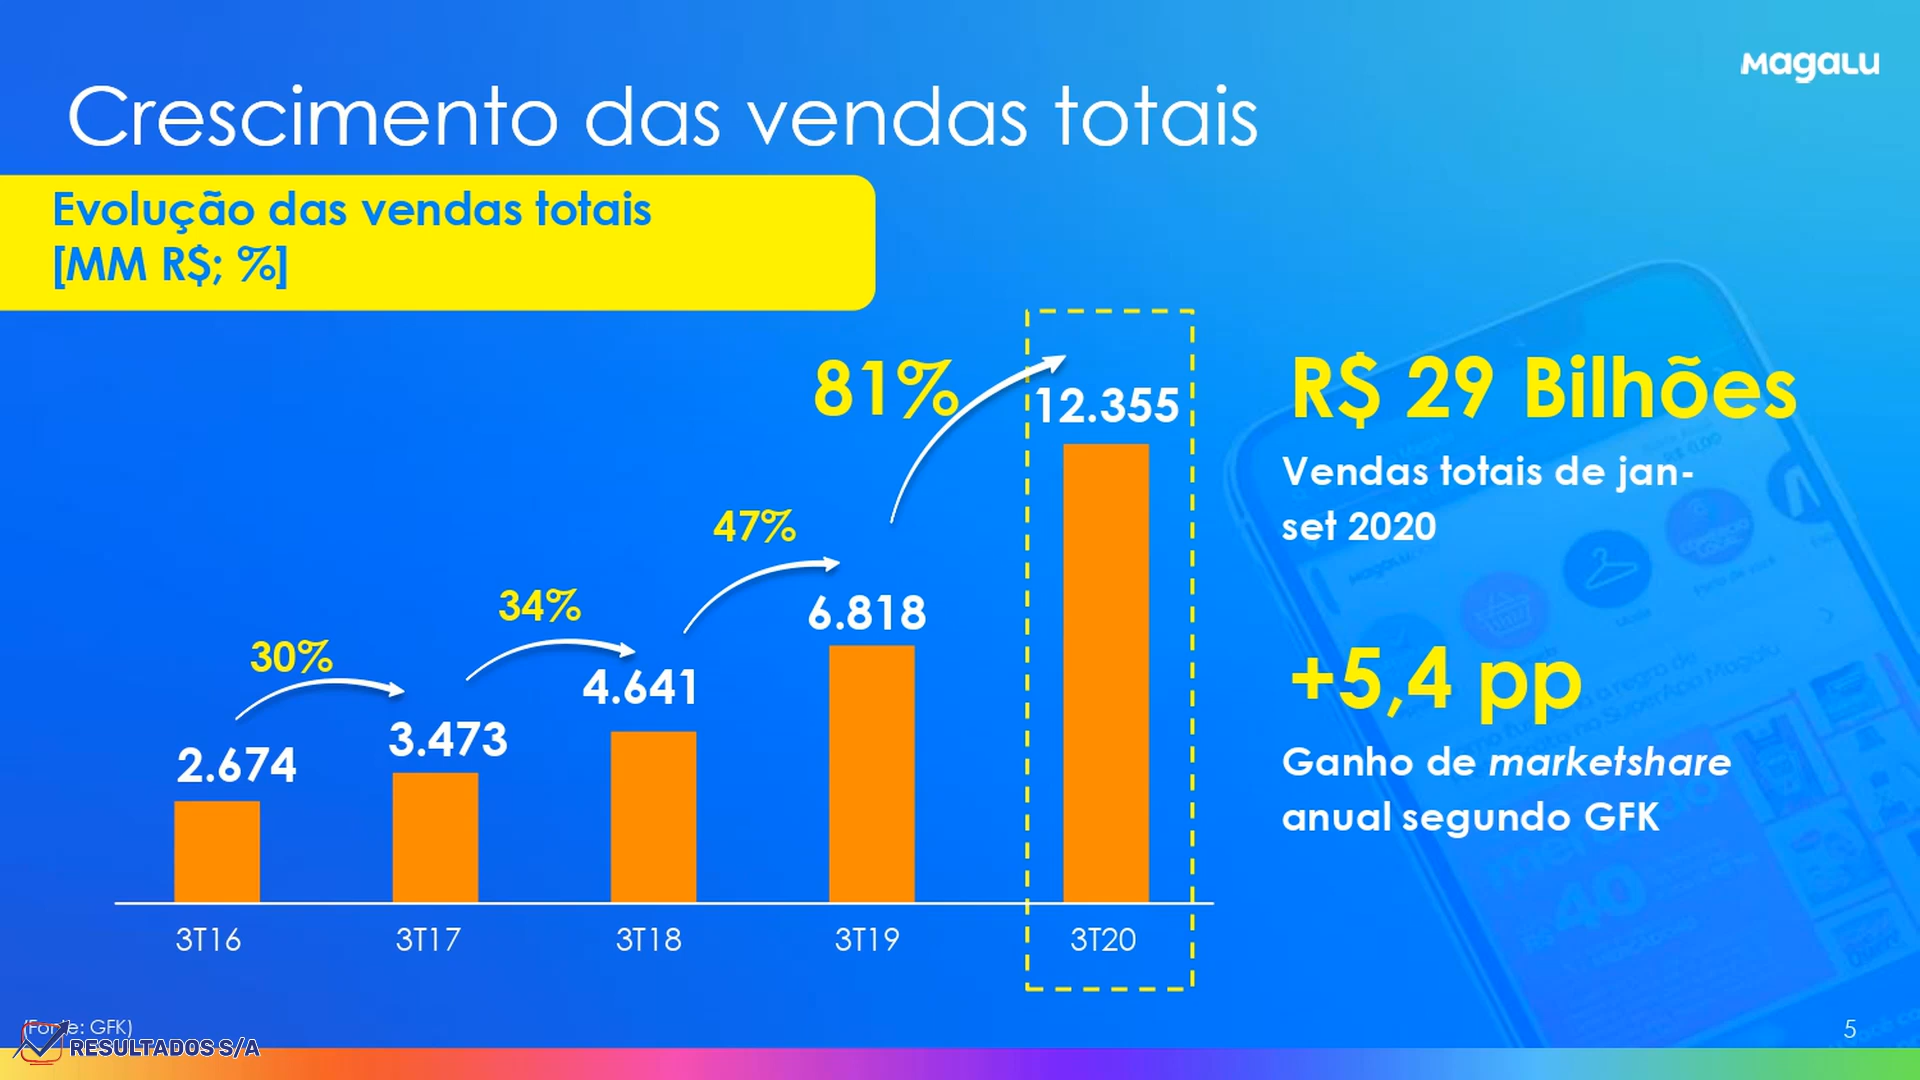 Magalu
Crescimento das vendas totais
Evolução das vendas totais
[MM R$; %]
81%
12.355
47%
6.818
34%
4.641
30%
3.473
2.674
3T16
3T17
3T18
3T19
3T20
R$ 29 Bilhões
Vendas totais de jan-
set 2020
+5,4 pp
Ganho de marketshare
anual segundo GFK
(Fonte: GFK)
RESULTADOS S/A
5